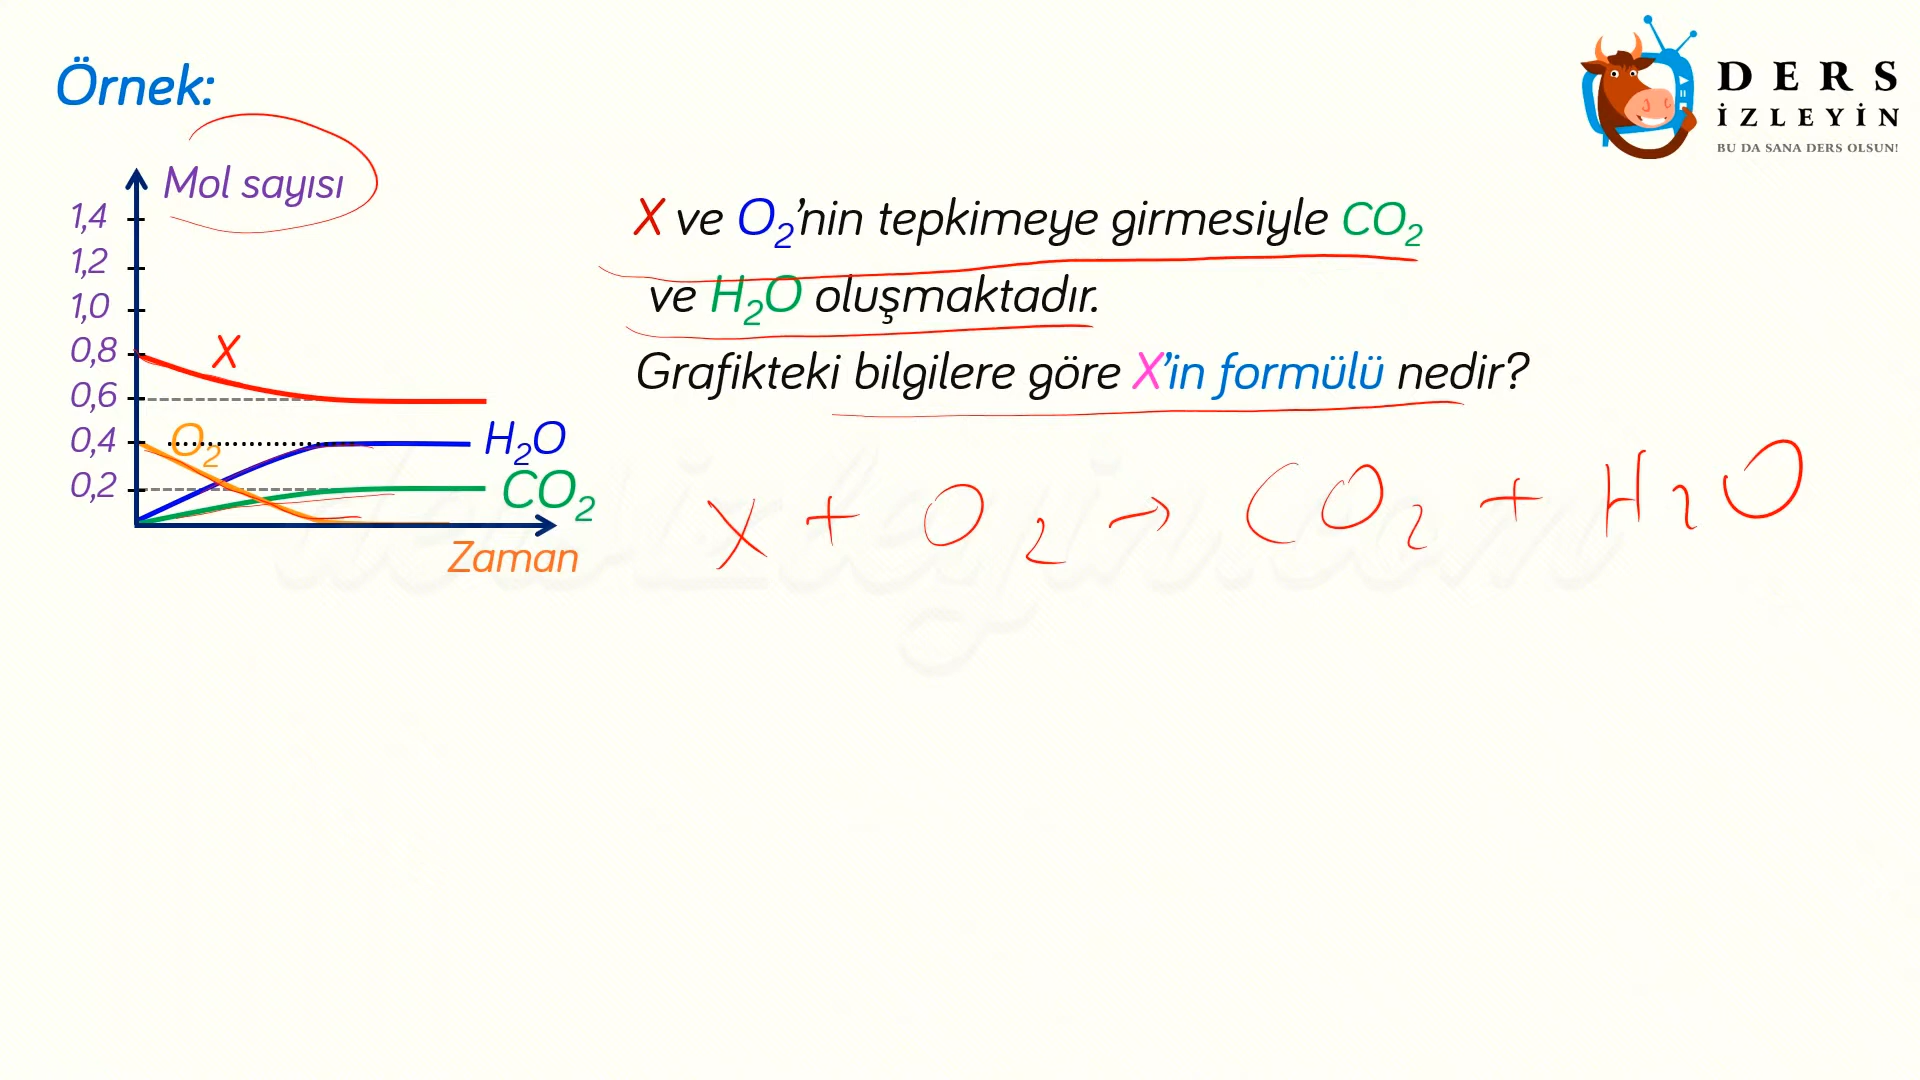 Örnek:
DERS
İZLEYİN
BU DA SANA DERS OLSUN!
Mol sayısı
1,4
1,2
1,0
0,8
0,6
0,4
0,2
X
O2
H2O
CO2
Zaman
X ve O2'nin tepkimeye girmesiyle CO2
ve H2O oluşmaktadır.
Grafikteki bilgilere göre X'in formülü nedir?
X + O2 → CO2 + H2O